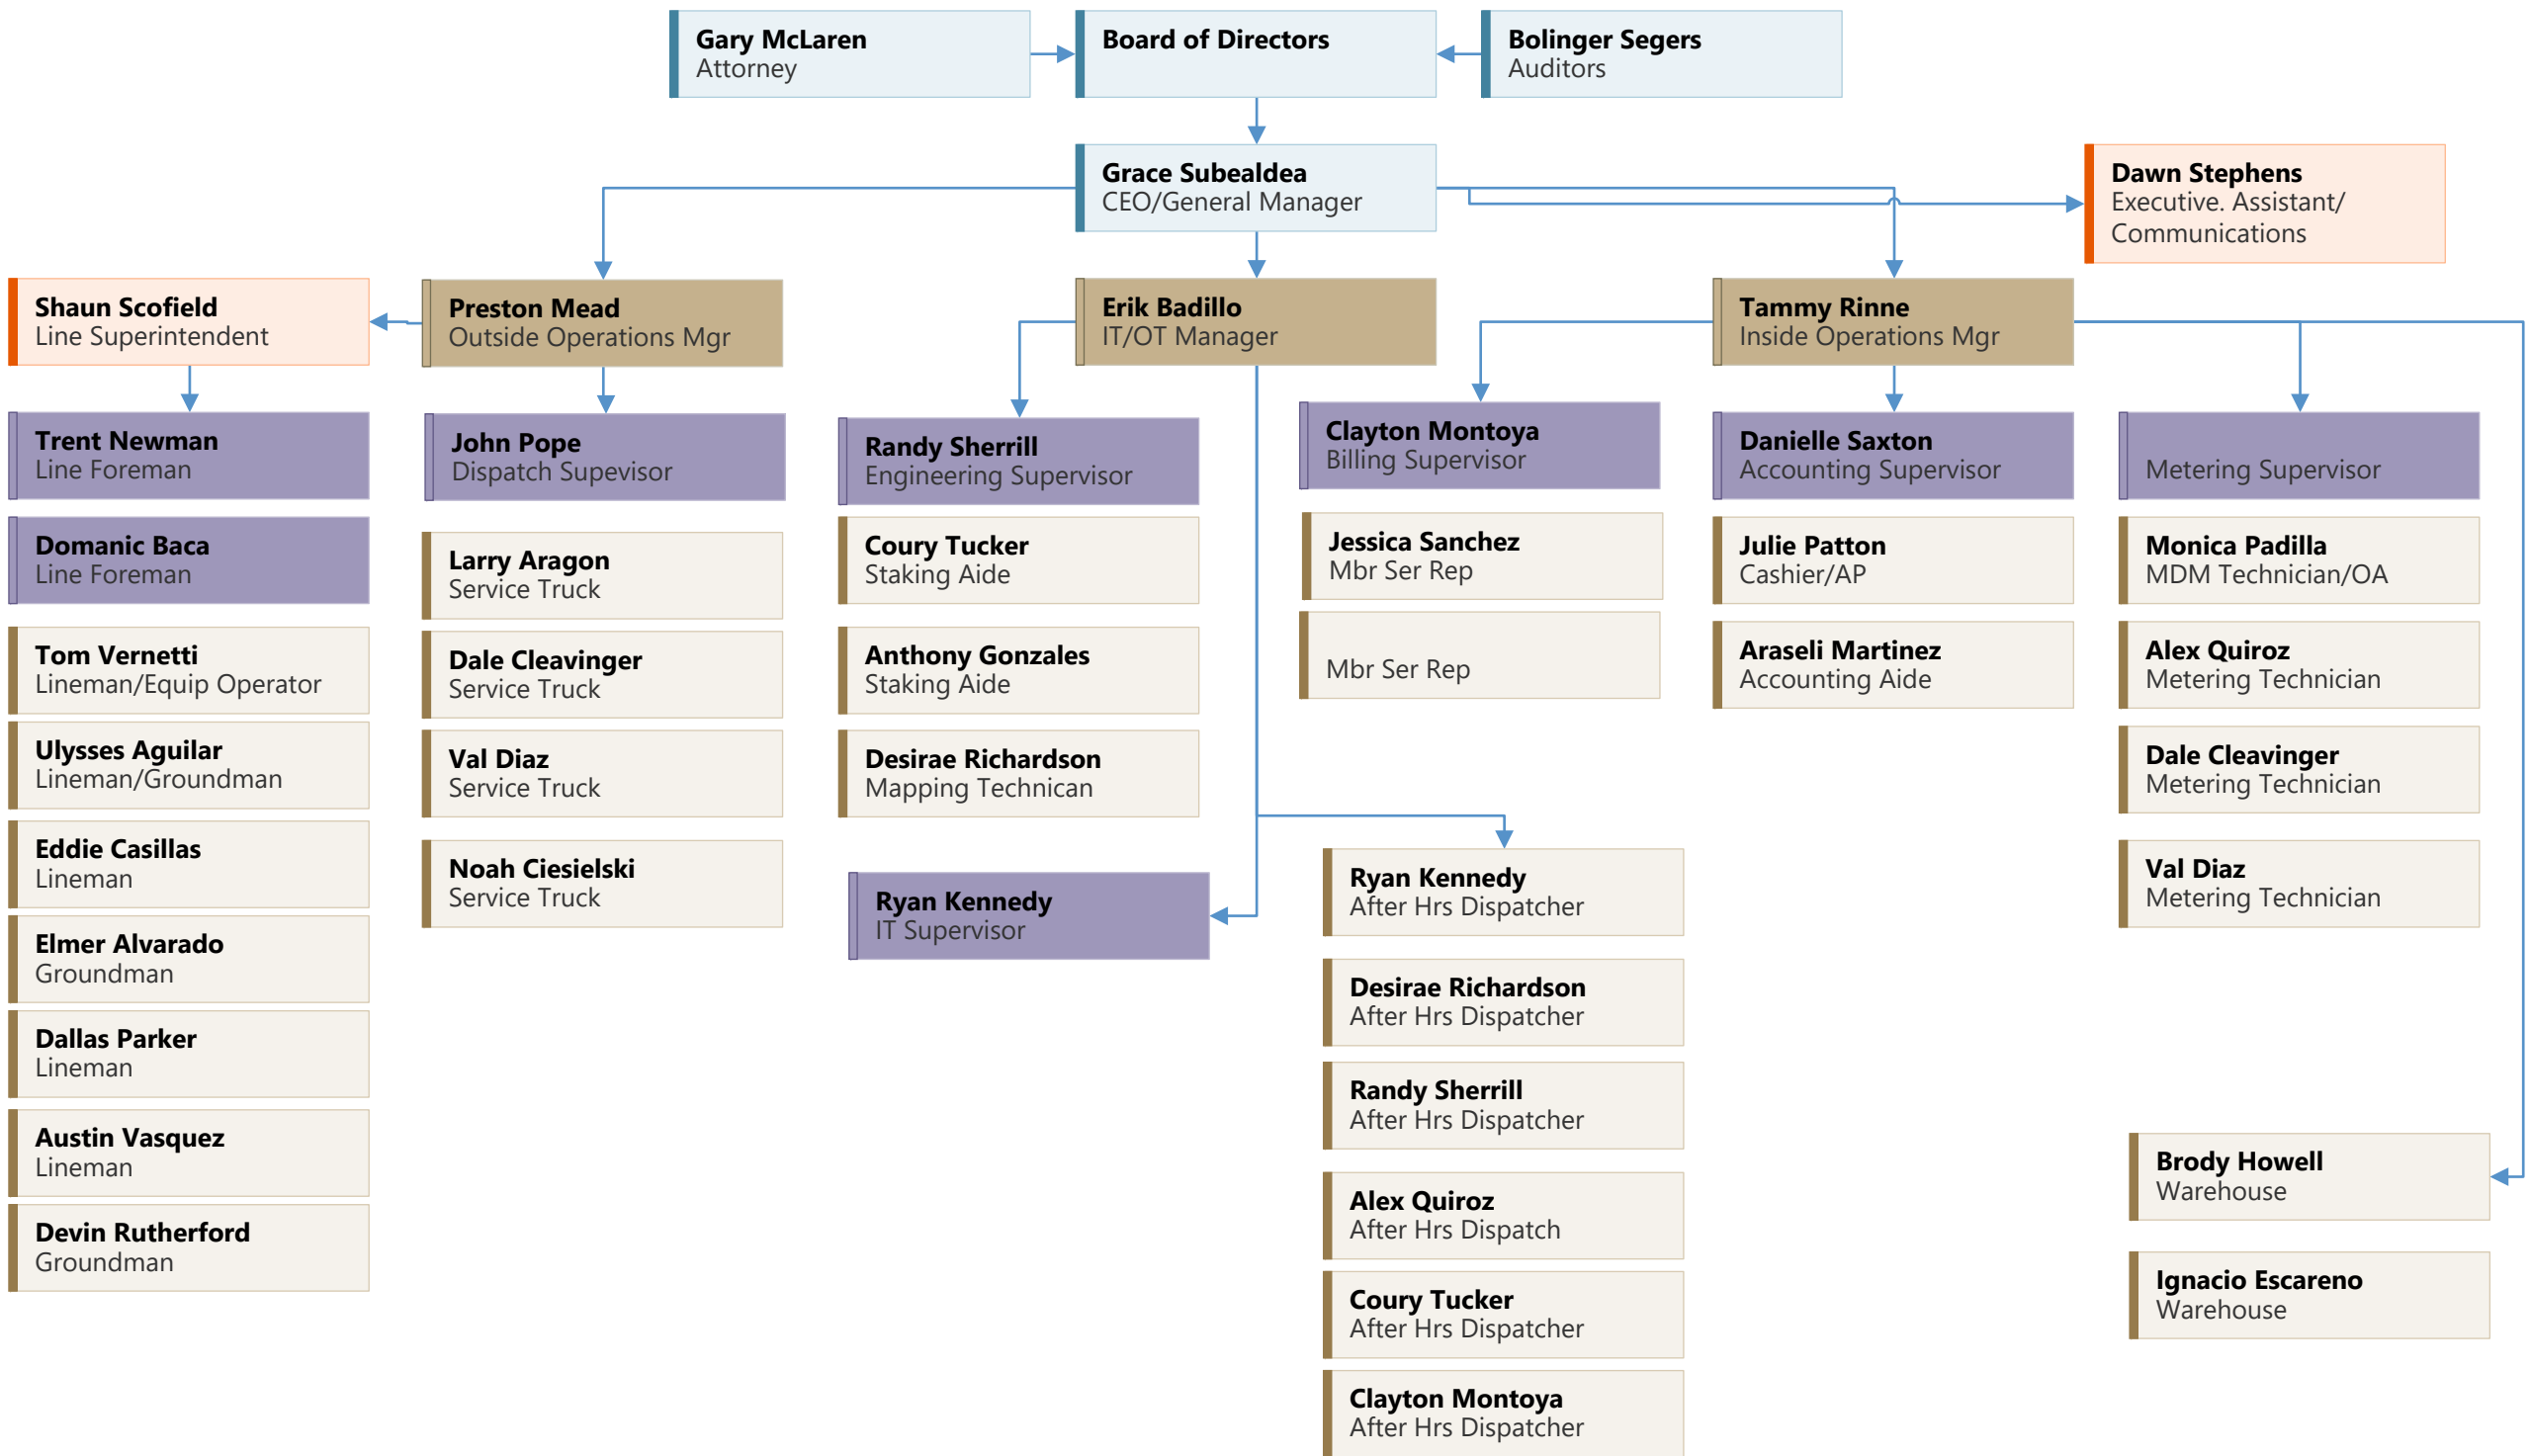 Gary McLaren
Attorney
Board of Directors
Bolinger Segers
Auditors
Grace Subealdea
CEO/General Manager
Dawn Stephens
Executive. Assistant/
Communications
Shaun Scofield
Line Superintendent
Preston Mead
Outside Operations Mgr
Erik Badillo
IT/OT Manager
Tammy Rinne
Inside Operations Mgr
Trent Newman
Line Foreman
Domanic Baca
Line Foreman
Tom Vernetti
Lineman/Equip Operator
Ulysses Aguilar
Lineman/Groundman
Eddie Casillas
Lineman
Elmer Alvarado
Groundman
Dallas Parker
Lineman
Austin Vasquez
Lineman
Devin Rutherford
Groundman
John Pope
Dispatch Supevisor
Larry Aragon
Service Truck
Dale Cleavinger
Service Truck
Val Diaz
Service Truck
Noah Ciesielski
Service Truck
Randy Sherrill
Engineering Supervisor
Coury Tucker
Staking Aide
Anthony Gonzales
Staking Aide
Desirae Richardson
Mapping Technican
Ryan Kennedy
IT Supervisor
Ryan Kennedy
After Hrs Dispatcher
Desirae Richardson
After Hrs Dispatcher
Randy Sherrill
After Hrs Dispatcher
Alex Quiroz
After Hrs Dispatch
Coury Tucker
After Hrs Dispatcher
Clayton Montoya
After Hrs Dispatcher
Clayton Montoya
Billing Supervisor
Jessica Sanchez
Mbr Ser Rep
Mbr Ser Rep
Danielle Saxton
Accounting Supervisor
Julie Patton
Cashier/AP
Araseli Martinez
Accounting Aide
Metering Supervisor
Monica Padilla
MDM Technician/OA
Alex Quiroz
Metering Technician
Dale Cleavinger
Metering Technician
Val Diaz
Metering Technician
Brody Howell
Warehouse
Ignacio Escareno
Warehouse